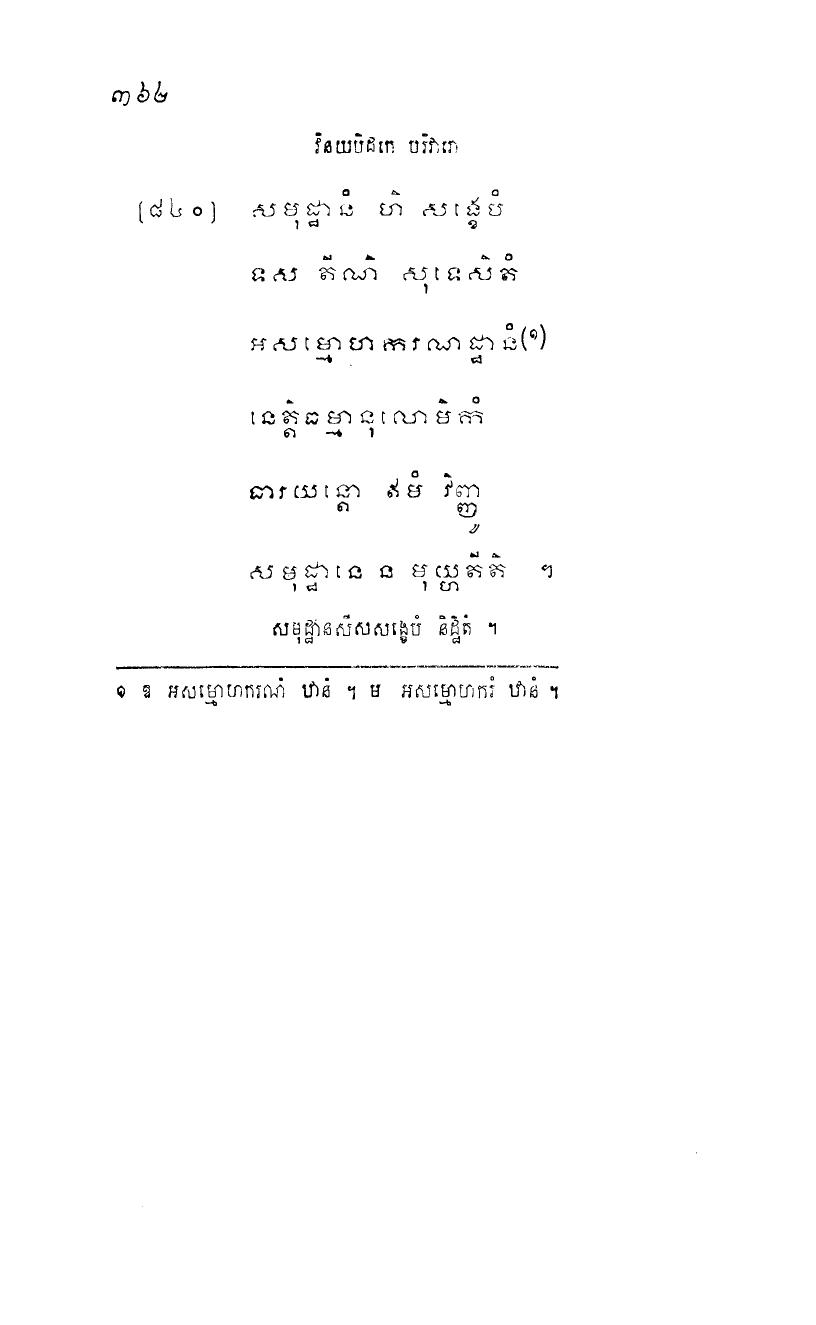 ៣៦៤
វិនយបិដកេ បរិវារោ
[៨៤០] សមុដ្ឋានំ ហិ សង្ខេបំ
ទស តីណិ សុទេសិតំ
អសម្មោហករណដ្ឋានំ(១)
នេត្តិធម្មានុលោមិកំ
ធារយន្តោ ឥមំ វិញ្ញូ
សមុដ្ឋានេ ន មុយ្ហតីតិ ។
សមុដ្ឋានសីសសង្ខេបំ និដ្ឋិតំ ។
១ ឱ អសម្មោហករណំ ឋានំ ។ ម អសម្មោហករំ ឋានំ ។